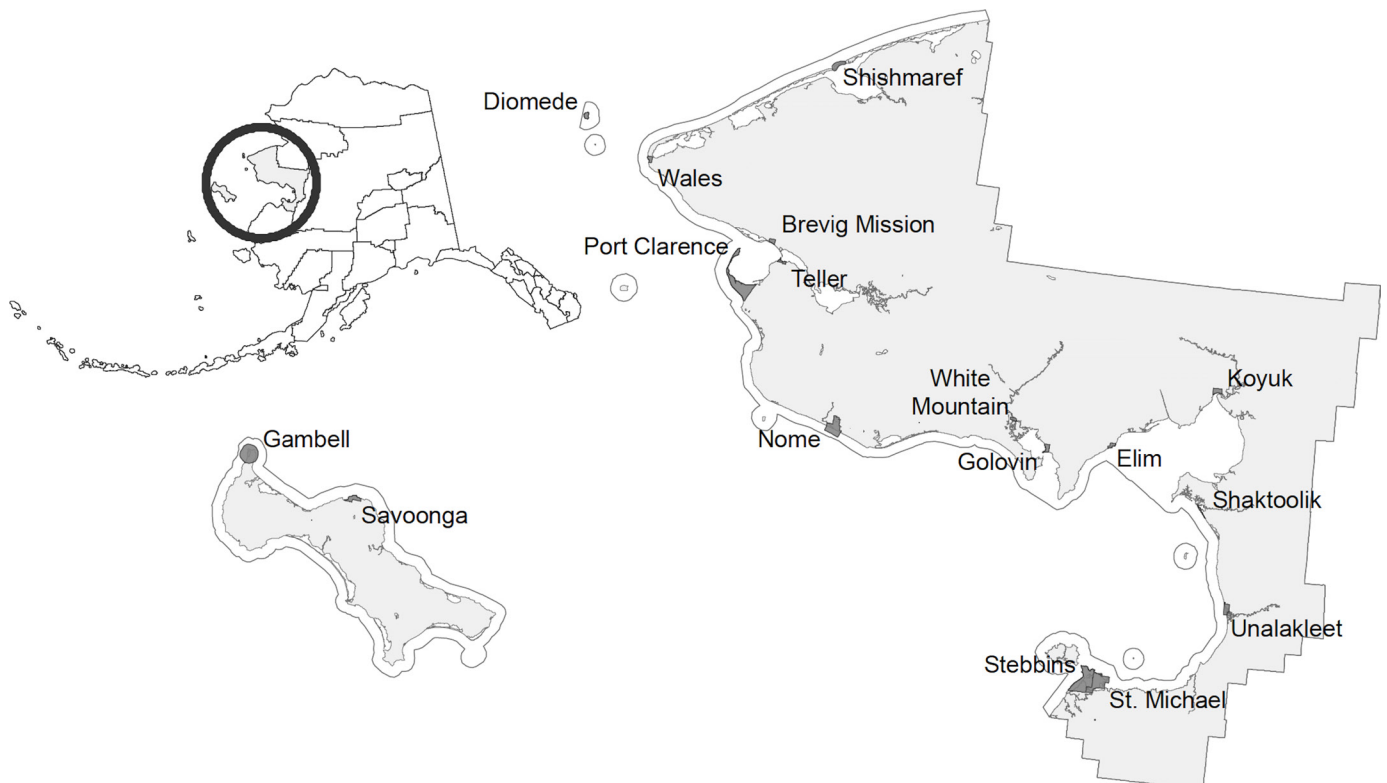 Shishmaref
Diomede
Wales
Brevig Mission
Port Clarence
Teller
White
Mountain
Koyuk
Gambell
Nome
Golovin
Elim
Shaktoolik
Savoonga
Unalakleet
Stebbins
St. Michael